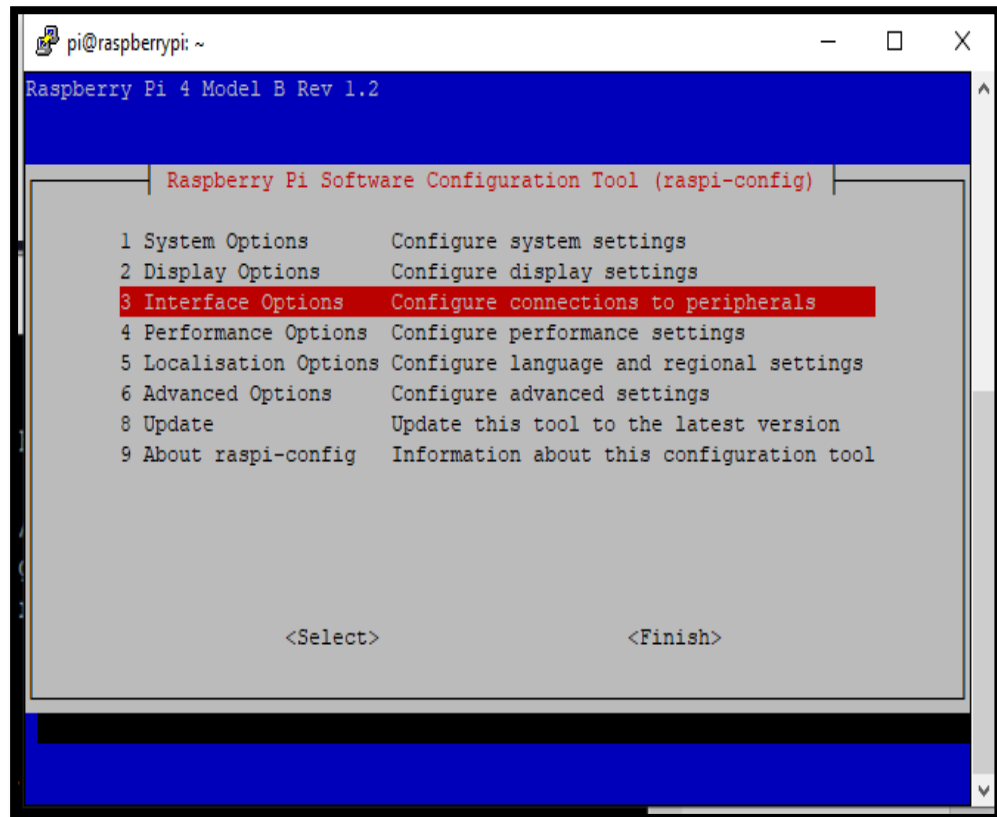 pi@raspberrypi: ~
Raspberry Pi 4 Model B Rev 1.2
Raspberry Pi Software Configuration Tool (raspi-config)
1 System Options Configure system settings
2 Display Options Configure display settings
3 Interface Options Configure connections to peripherals
4 Performance Options Configure performance settings
5 Localisation Options Configure language and regional settings
6 Advanced Options Configure advanced settings
8 Update Update this tool to the latest version
9 About raspi-config Information about this configuration tool
<Select> <Finish>